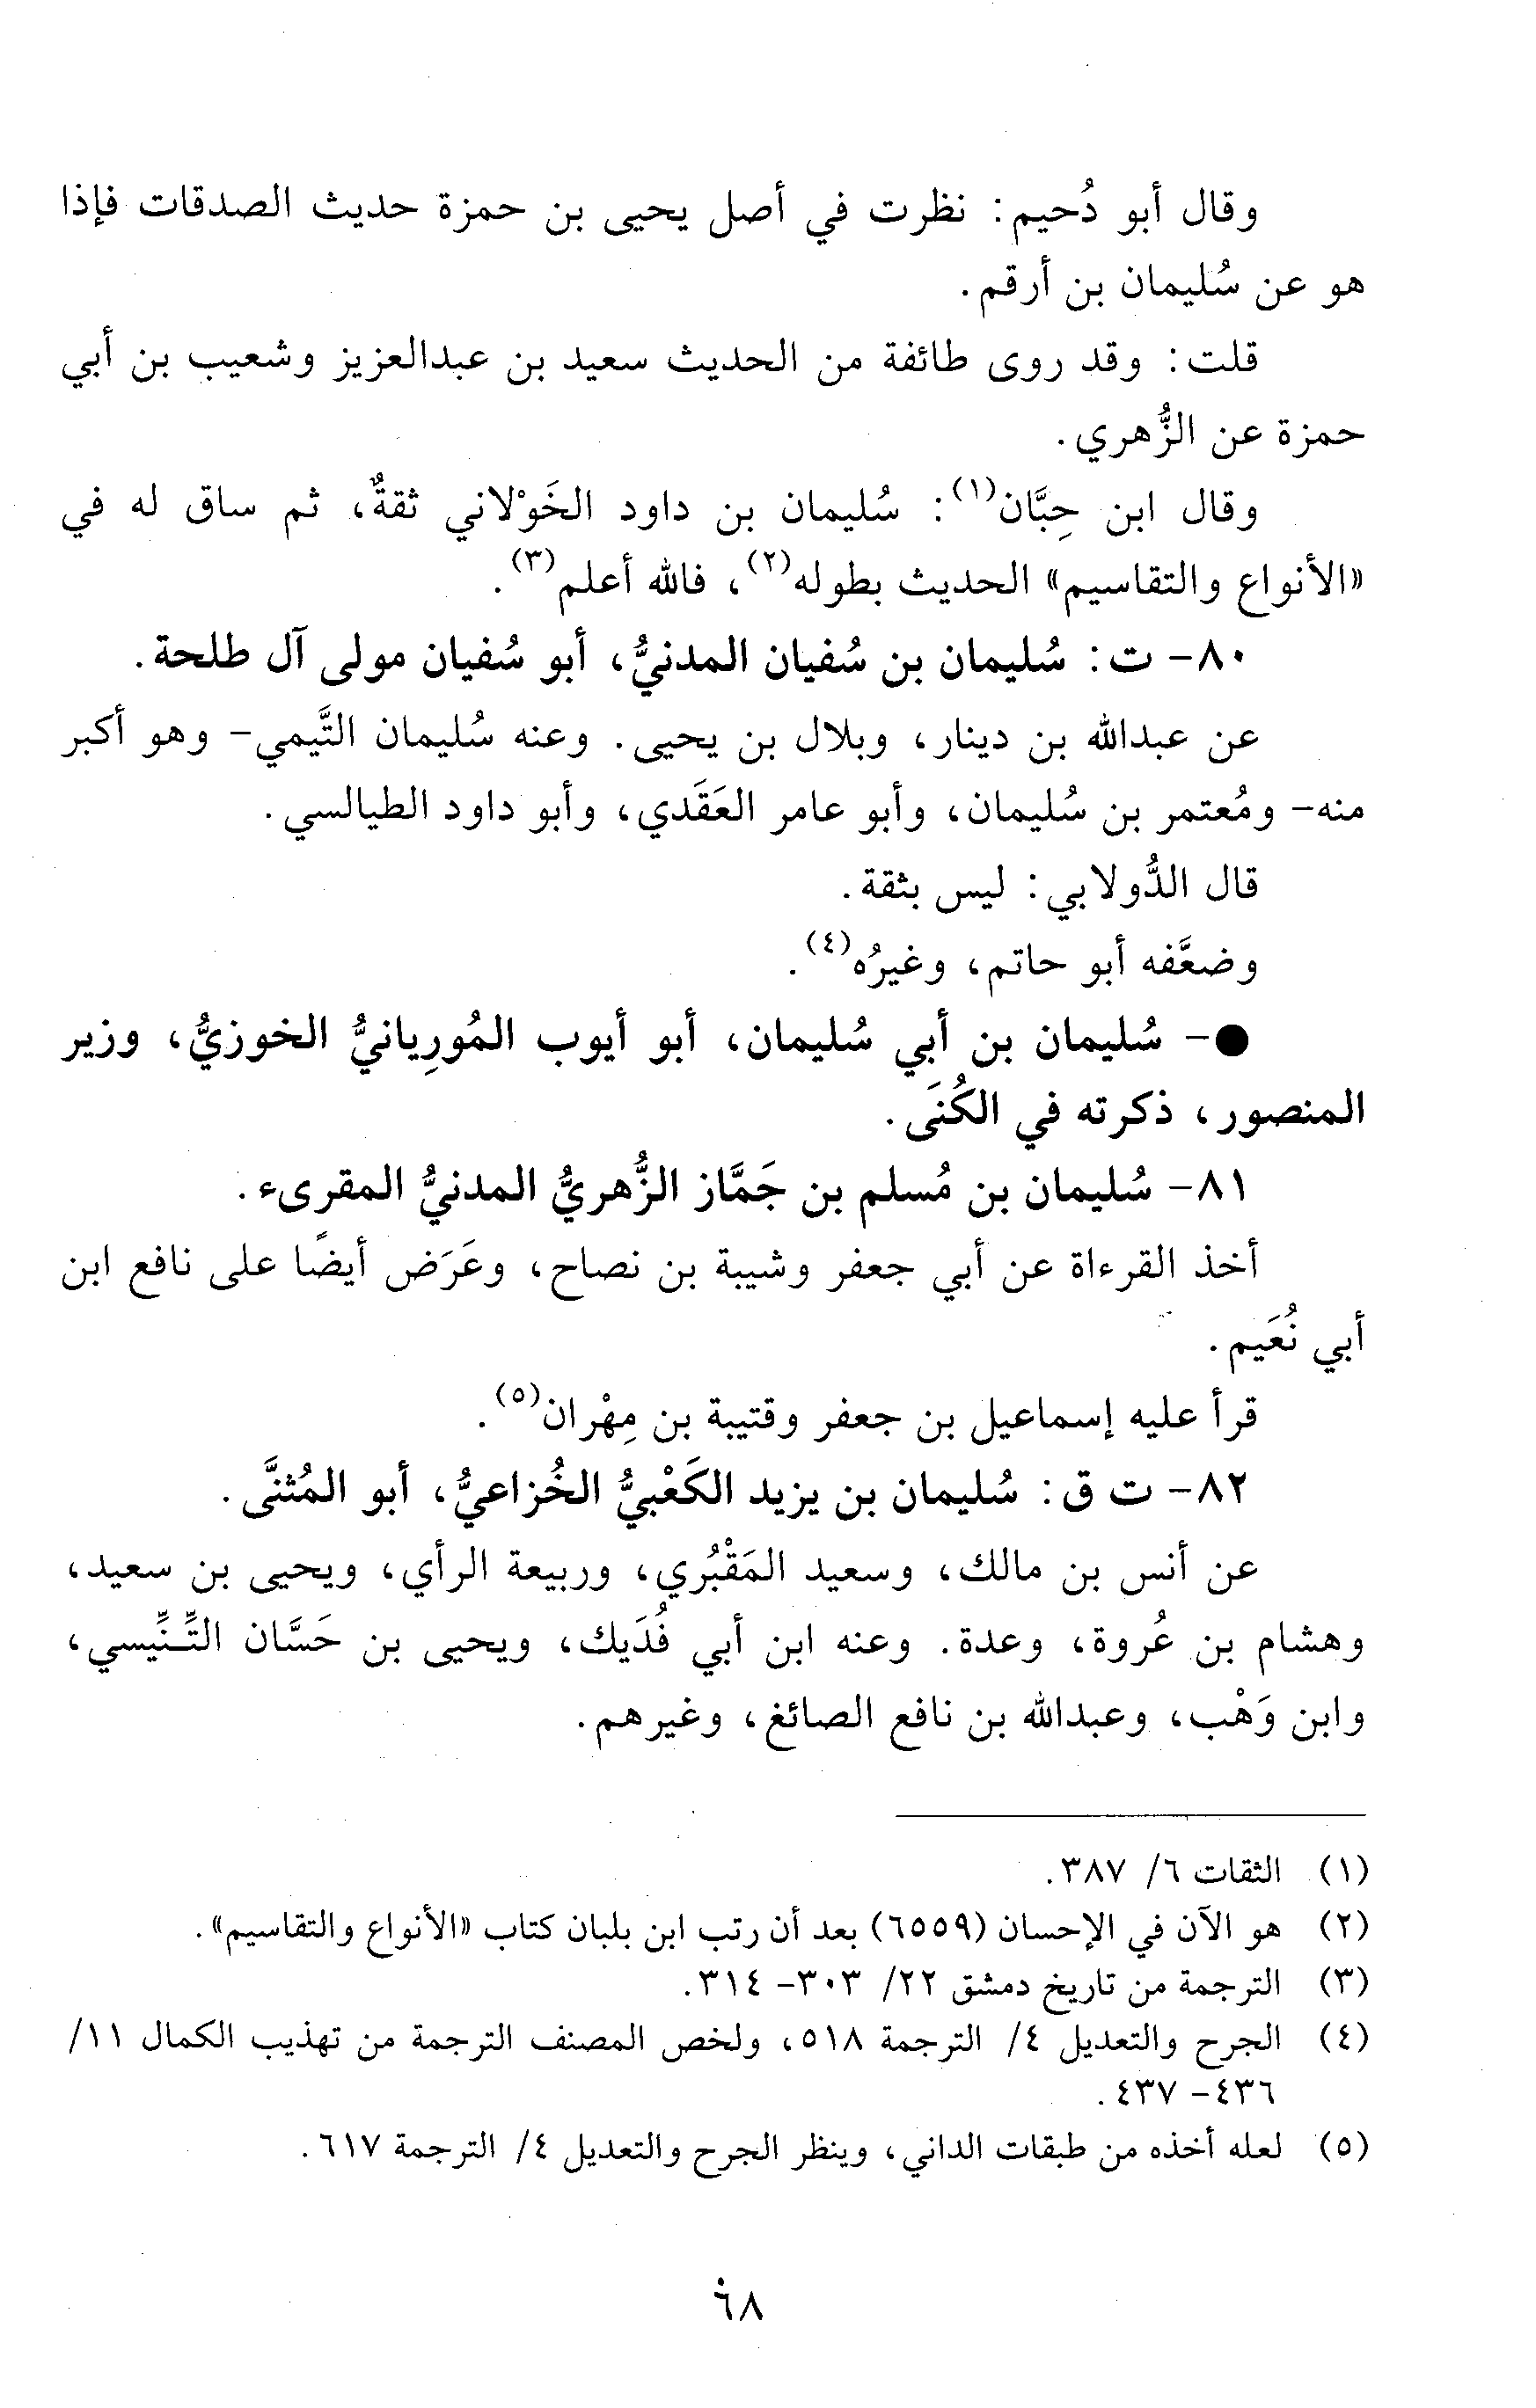 وقال أبو دُحيم: نظرت في أصل يحيى بن حمزة حديث الصدقات فإذا
هو عن سُليمان بن أرقم.
قلت: وقد روى طائفة من الحديث سعيد بن عبدالعزيز وشعيب بن أبي
حمزة عن الزُّهري.
وقال ابن حِبَّان(١): سُليمان بن داود الخَوْلاني ثقةٌ، ثم ساق له في
«الأنواع والتقاسيم» الحديث بطوله(٢)، فالله أعلم(٣).
٨٠- ت: سُليمان بن سُفيان المدنيُّ، أبو سُفيان مولى آل طلحة.
عن عبدالله بن دينار، وبلال بن يحيى. وعنه سُليمان التَّيمي- وهو أكبر
منه- ومُعتمر بن سُليمان، وأبو عامر العَقَدي، وأبو داود الطيالسي.
قال الدُّولابي: ليس بثقة.
وضعَّفه أبو حاتم، وغيرُه(٤).
●- سُليمان بن أبي سُليمان، أبو أيوب المُورِيانيُّ الخوزيُّ، وزير
المنصور، ذكرته في الكُنَى.
٨١- سُليمان بن مُسلم بن جَمَّاز الزُّهريُّ المدنيُّ المقرىء.
أخذ القرءاة عن أبي جعفر وشيبة بن نصاح، وعَرَض أيضًا على نافع ابن
أبي نُعَيم.
قرأ عليه إسماعيل بن جعفر وقتيبة بن مِهْران(٥).
٨٢- ت ق: سُليمان بن يزيد الكَعْبيُّ الخُزاعيُّ، أبو المُثنَّى.
عن أنس بن مالك، وسعيد المَقْبُري، وربيعة الرأي، ويحيى بن سعيد،
وهشام بن عُروة، وعدة. وعنه ابن أبي فُدَيك، ويحيى بن حَسَّان التِّنِّيسي،
وابن وَهْب، وعبدالله بن نافع الصائغ، وغيرهم.
(١) الثقات ٦/ ٣٨٧.
(٢) هو الآن في الإحسان (٦٥٥٩) بعد أن رتب ابن بلبان كتاب «الأنواع والتقاسيم».
(٣) الترجمة من تاريخ دمشق ٢٢/ ٣٠٣- ٣١٤.
(٤) الجرح والتعديل ٤/ الترجمة ٥١٨، ولخص المصنف الترجمة من تهذيب الكمال ١١/
٤٣٦- ٤٣٧.
(٥) لعله أخذه من طبقات الداني، وينظر الجرح والتعديل ٤/ الترجمة ٦١٧.
٦٨